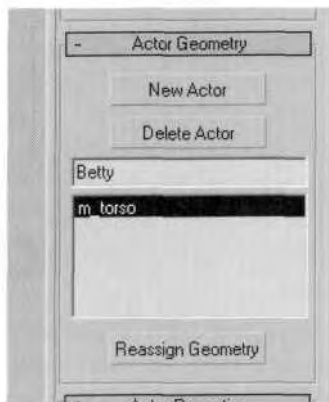 - Actor Geometry
New Actor
Delete Actor
Betty
m_torso
Reassign Geometry